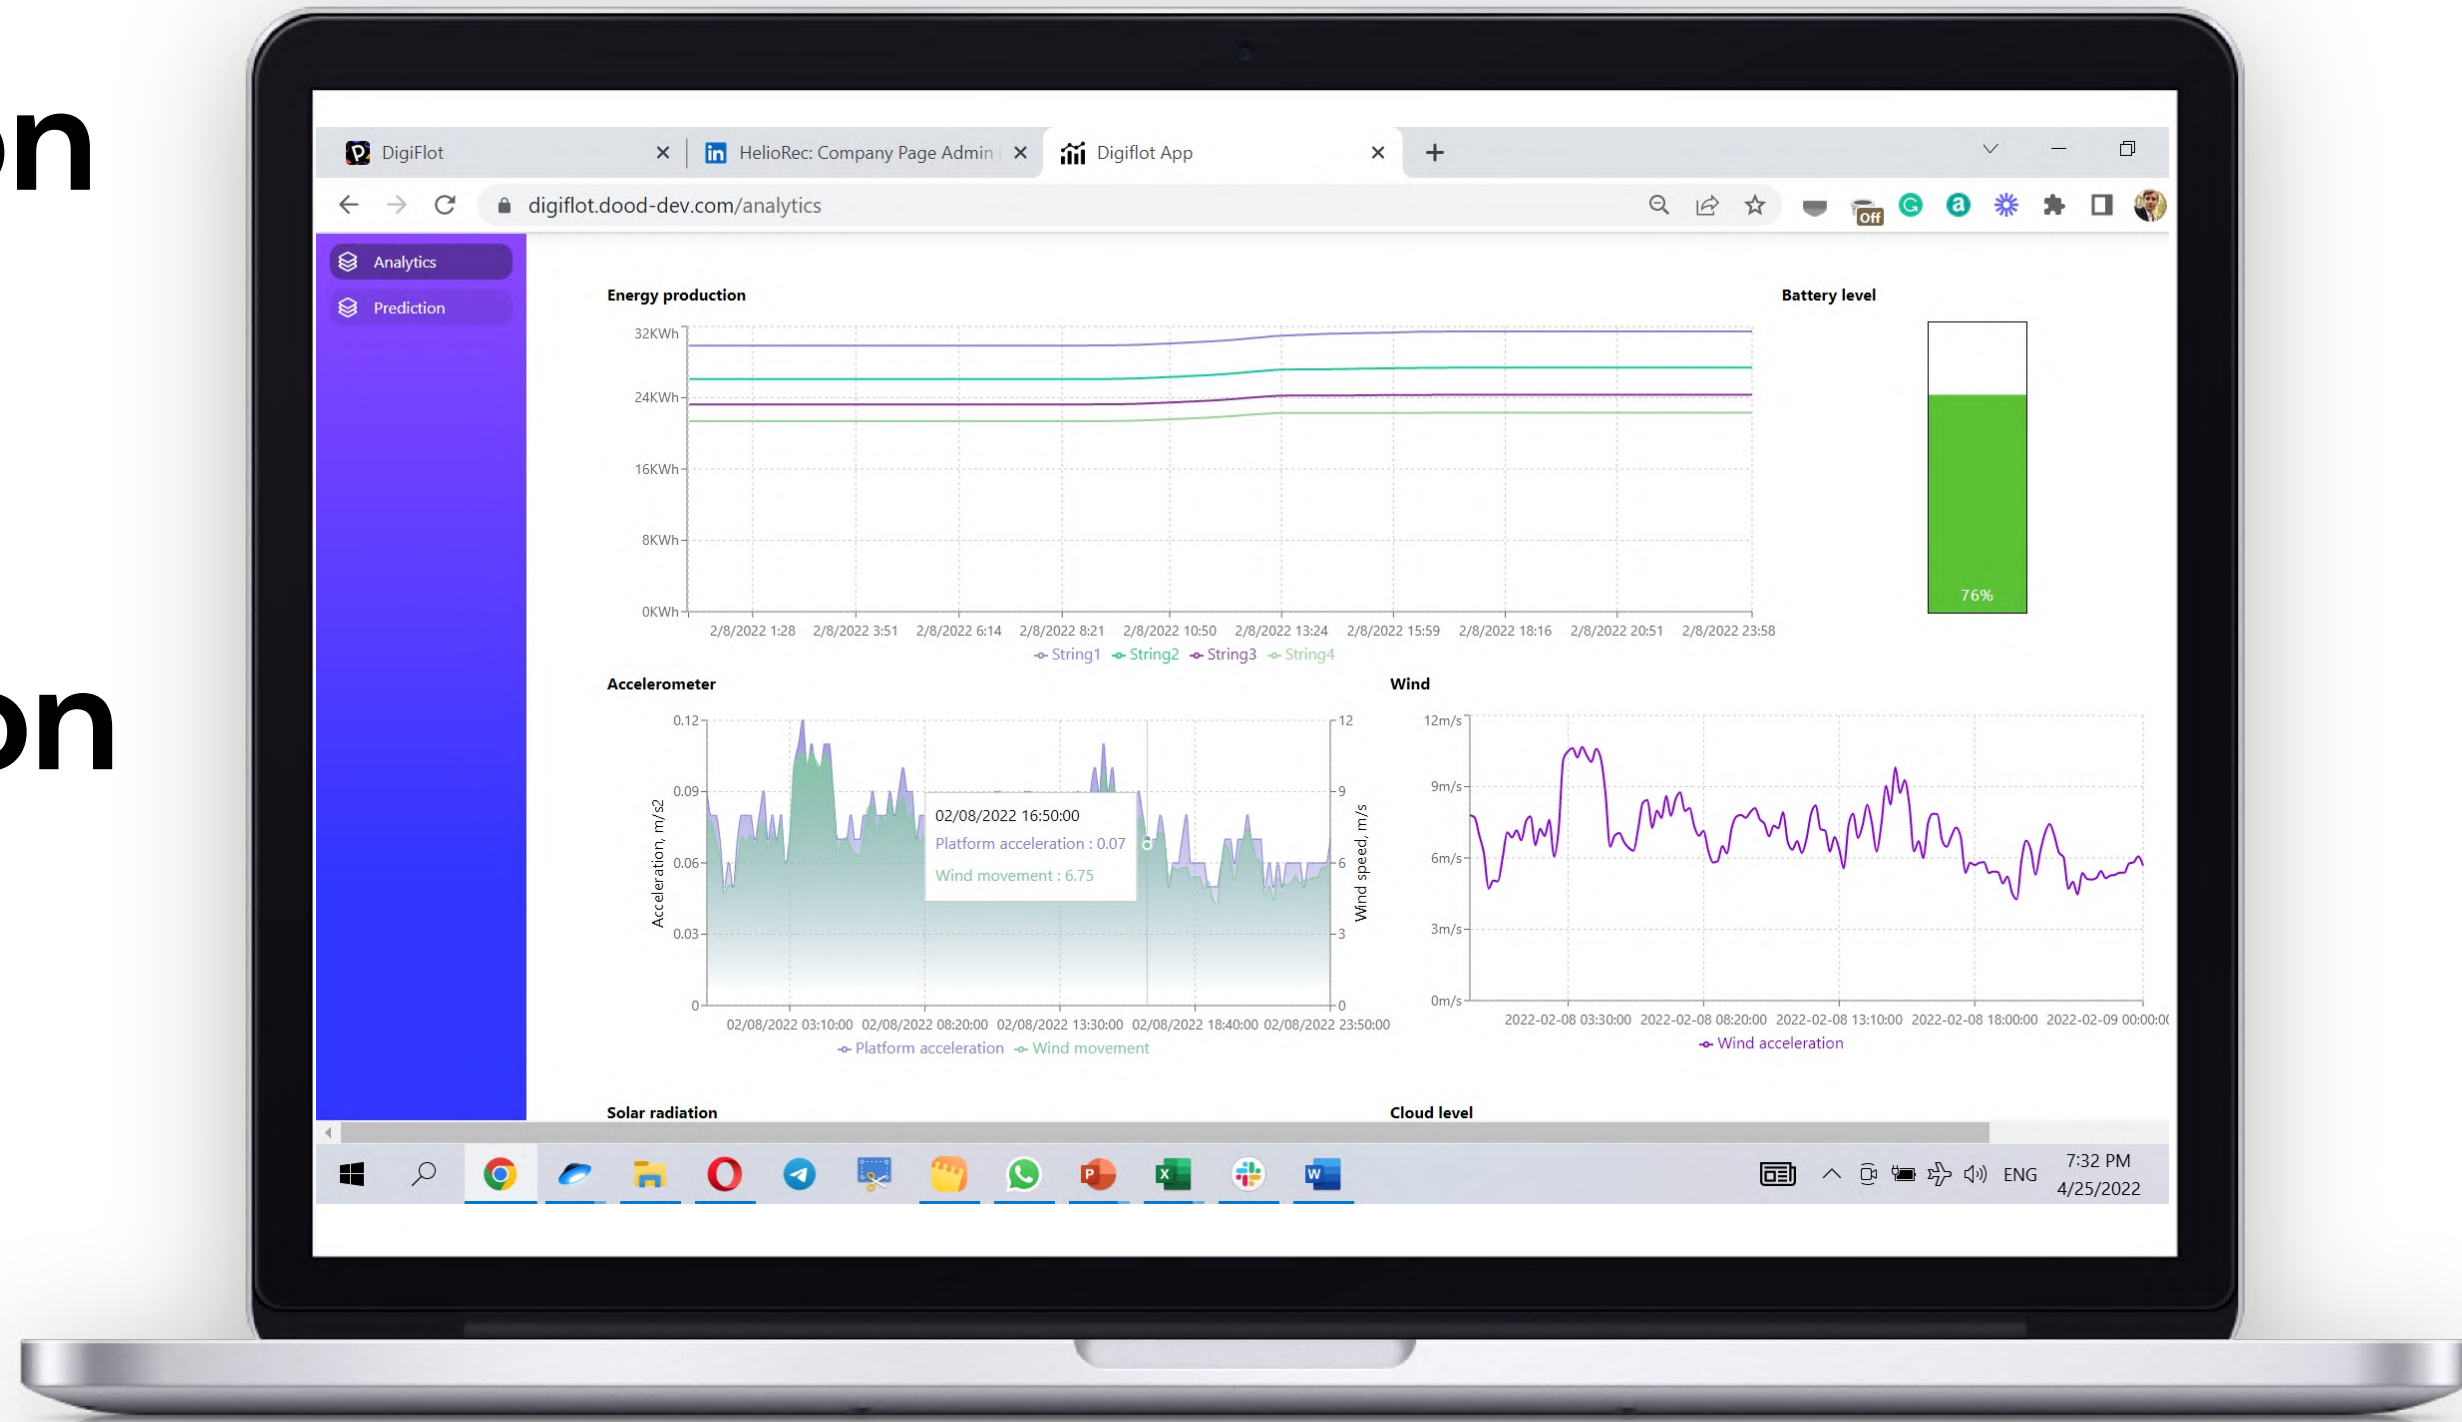 on
on
DigiFlot
HelioRec: Company Page Admin
Digiflot App
digiflot.dood-dev.com/analytics
Off
Analytics
Prediction
Energy production
Battery level
32KWh
24KWh
16KWh
8KWh
0KWh
2/8/2022 1:28 2/8/2022 3:51 2/8/2022 6:14 2/8/2022 8:21 2/8/2022 10:50 2/8/2022 13:24 2/8/2022 15:59 2/8/2022 18:16 2/8/2022 20:51 2/8/2022 23:58
String1 String2 String3 String4
76%
Accelerometer
Acceleration, m/s2
0.12
0.09
0.06
0.03
0
02/08/2022 16:50:00
Platform acceleration : 0.07
Wind movement : 6.75
12
9
6
3
0
Wind speed, m/s
02/08/2022 03:10:00 02/08/2022 08:20:00 02/08/2022 13:30:00 02/08/2022 18:40:00 02/08/2022 23:50:00
Platform acceleration Wind movement
Wind
12m/s
9m/s
6m/s
3m/s
0m/s
2022-02-08 03:30:00 2022-02-08 08:20:00 2022-02-08 13:10:00 2022-02-08 18:00:00 2022-02-09 00:00:00
Wind acceleration
Solar radiation
Cloud level
ENG
7:32 PM
4/25/2022